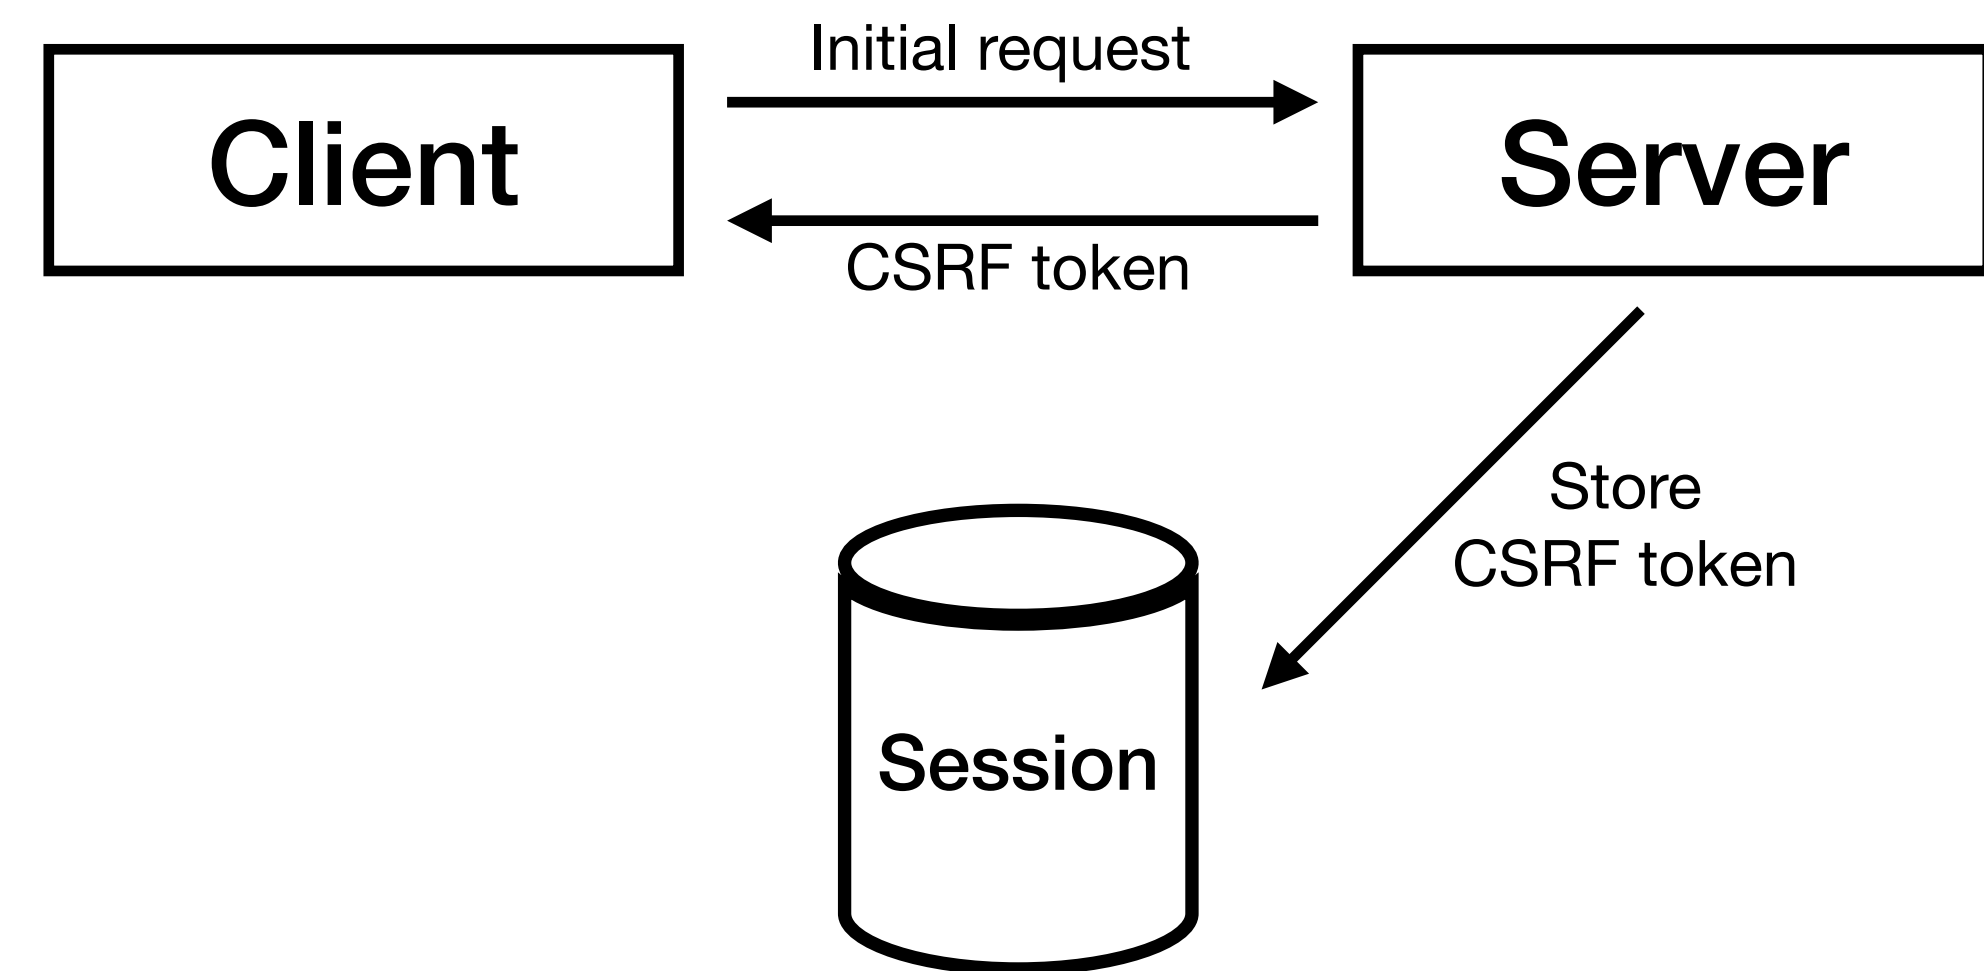 Initial request
Client
Server
CSRF token
Store
CSRF token
Session